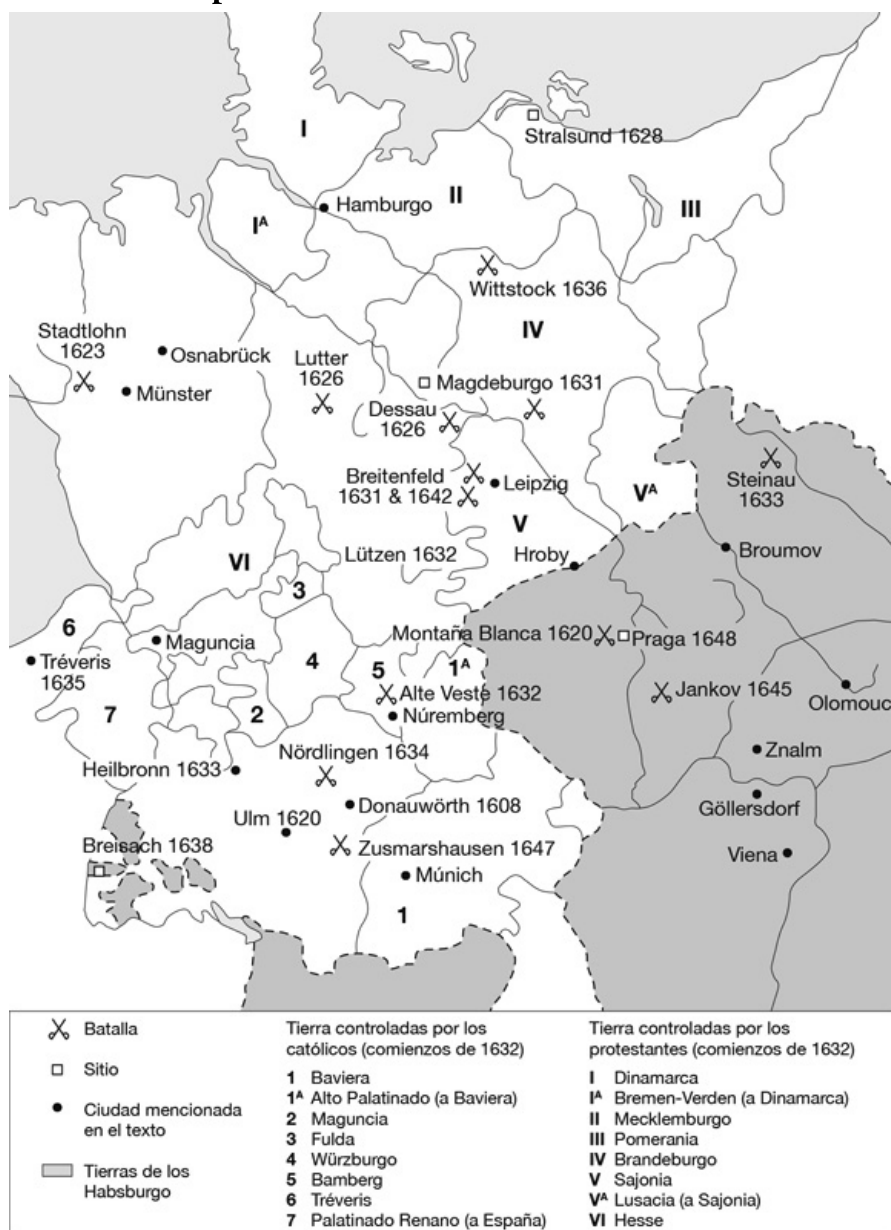 I
Stralsund 1628
Hamburgo
II
III
Iᴬ
Wittstock 1636
Stadtlohn
1623
Osnabrück
Lutter
1626
IV
Münster
Magdeburgo 1631
Dessau
1626
Breitenfeld
1631 & 1642
Leipzig
Vᴬ
Steinau
1633
V
VI
Lützen 1632
Hroby
Broumov
3
6
Maguncia
Montaña Blanca 1620
Praga 1648
Tréveris
1635
4
5
1ᴬ
Alte Veste 1632
Jankov 1645
Olomouc
7
2
Núremberg
Nördlingen 1634
Znalm
Heilbronn 1633
Donauwörth 1608
Göllersdorf
Ulm 1620
Breisach 1638
Zusmarshausen 1647
Viena
Múnich
1
Batalla
Sitio
Ciudad mencionada
en el texto
Tierras de los
Habsburgo
Tierra controladas por los
católicos (comienzos de 1632)
1 Baviera
1ᴬ Alto Palatinado (a Baviera)
2 Maguncia
3 Fulda
4 Würzburgo
5 Bamberg
6 Tréveris
7 Palatinado Renano (a España)
Tierra controladas por los
protestantes (comienzos de 1632)
I Dinamarca
Iᴬ Bremen-Verden (a Dinamarca)
II Mecklemburgo
III Pomerania
IV Brandeburgo
V Sajonia
Vᴬ Lusacia (a Sajonia)
VI Hesse